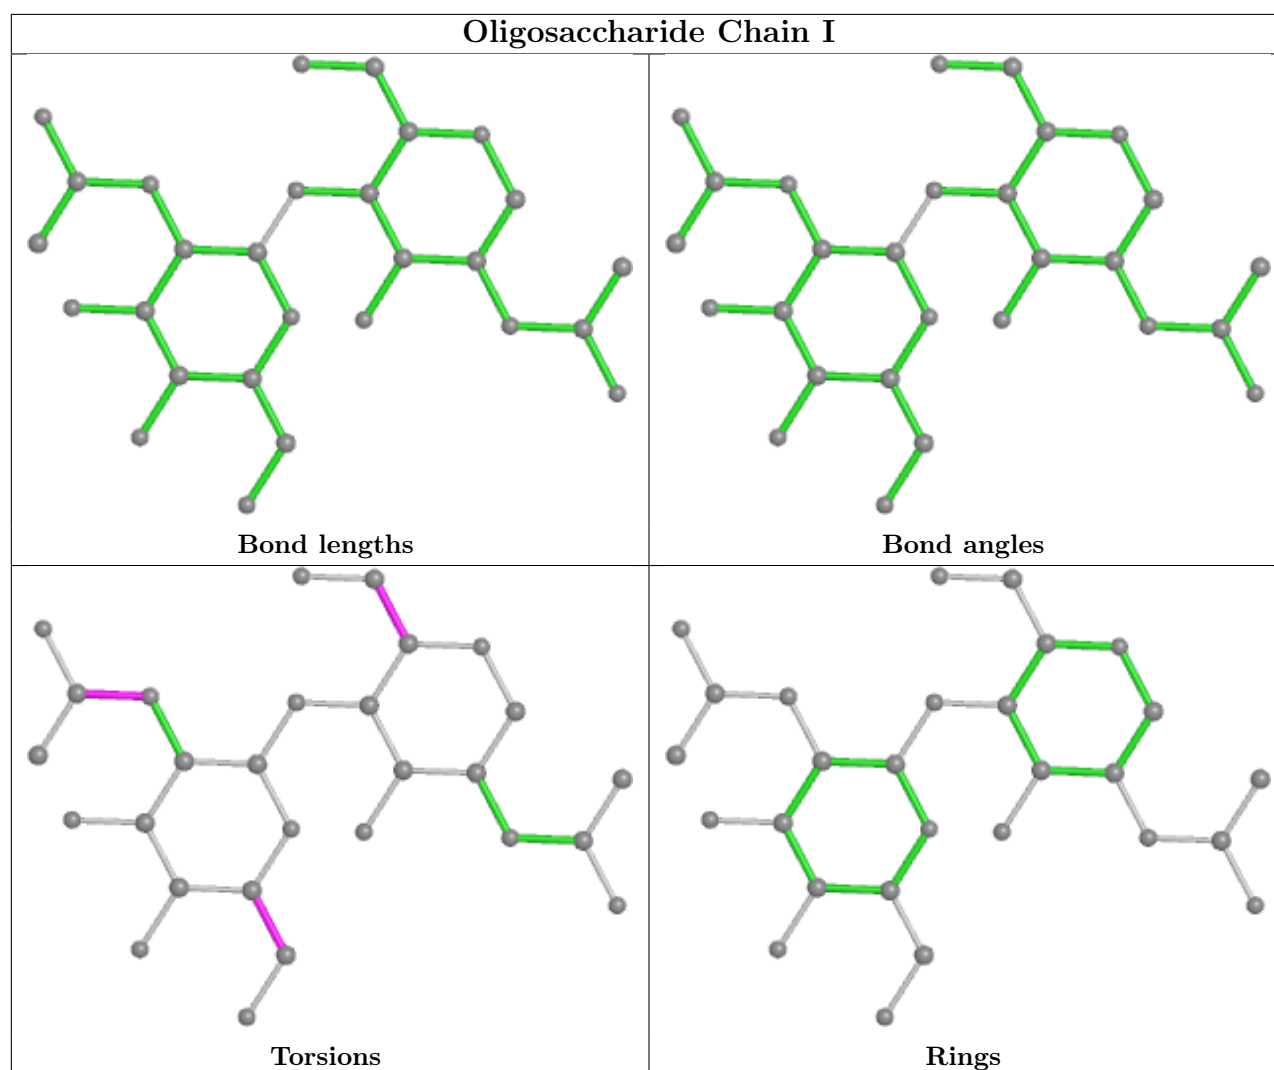 Oligosaccharide Chain I
Bond lengths
Bond angles
Torsions
Rings